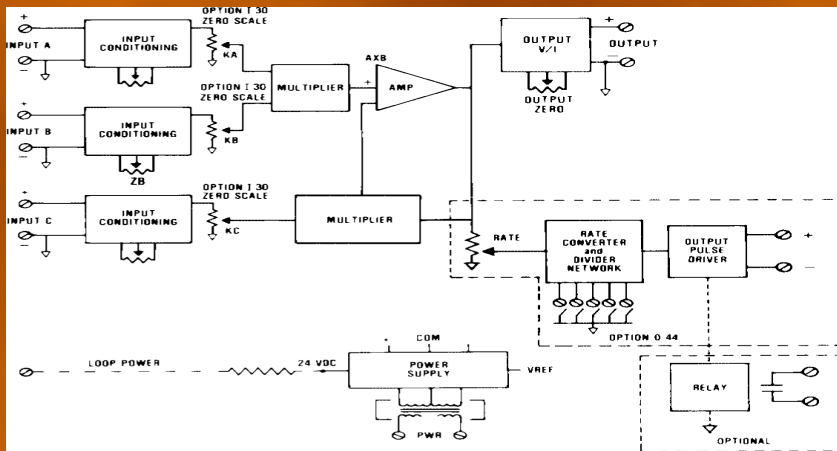 OPTION I 30
ZERO SCALE
+
INPUT A
−
INPUT
CONDITIONING
KA
OPTION I 30
ZERO SCALE
+
INPUT B
−
INPUT
CONDITIONING
ZB
KB
MULTIPLIER
AXB
+
−
AMP
OUTPUT
V/I
OUTPUT
ZERO
+
OUTPUT
−
OPTION I 30
ZERO SCALE
+
INPUT C
−
INPUT
CONDITIONING
KC
MULTIPLIER
RATE
RATE
CONVERTER
and
DIVIDER
NETWORK
OUTPUT
PULSE
DRIVER
+
−
OPTION O 44
LOOP POWER
24 VDC
COM
POWER
SUPPLY
VREF
PWR
RELAY
OPTIONAL